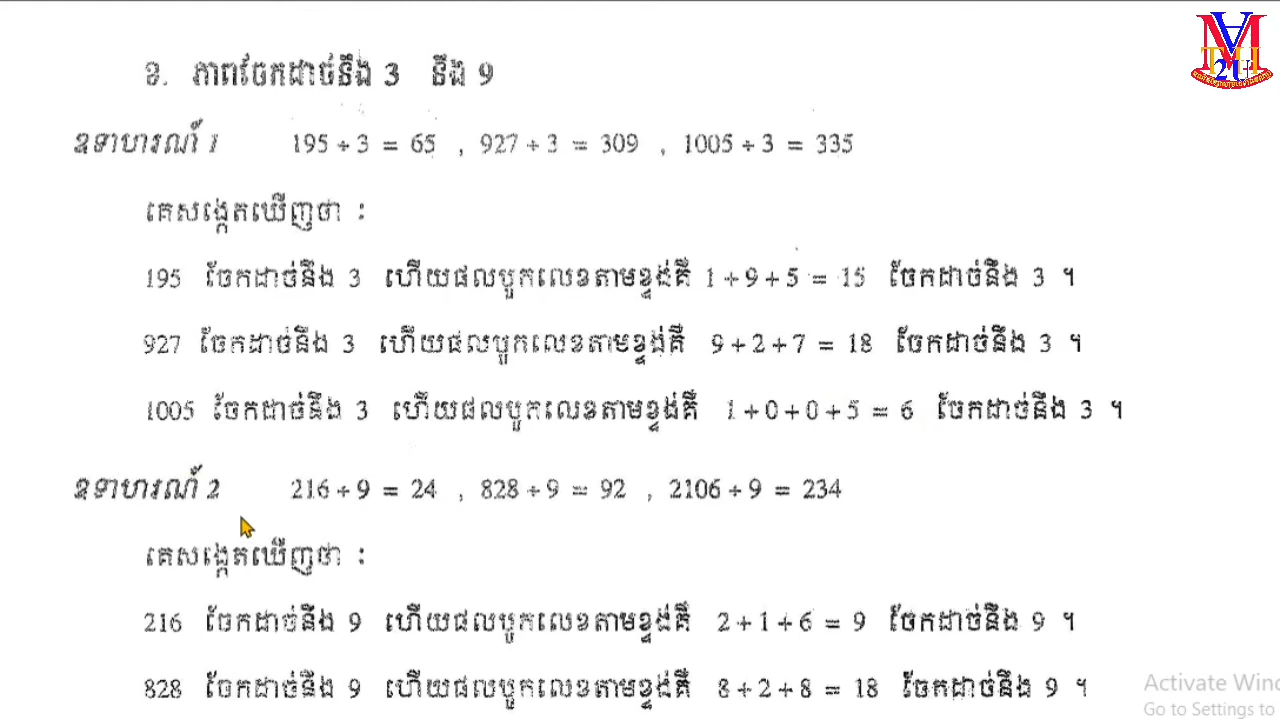 ខ. ភាពចែកដាច់នឹង 3 នឹង 9
ឧទាហរណ៍ 1 195 ÷ 3 = 65 , 927 ÷ 3 = 309 , 1005 ÷ 3 = 335
គេសង្កេតឃើញថា :
195 ចែកដាច់នឹង 3 ហើយផលបូកលេខតាមខ្ទង់គឺ 1 + 9 + 5 = 15 ចែកដាច់នឹង 3 ។
927 ចែកដាច់នឹង 3 ហើយផលបូកលេខតាមខ្ទង់គឺ 9 + 2 + 7 = 18 ចែកដាច់នឹង 3 ។
1005 ចែកដាច់នឹង 3 ហើយផលបូកលេខតាមខ្ទង់គឺ 1 + 0 + 0 + 5 = 6 ចែកដាច់នឹង 3 ។
ឧទាហរណ៍ 2 216 ÷ 9 = 24 , 828 ÷ 9 = 92 , 2106 ÷ 9 = 234
គេសង្កេតឃើញថា :
216 ចែកដាច់នឹង 9 ហើយផលបូកលេខតាមខ្ទង់គឺ 2 + 1 + 6 = 9 ចែកដាច់នឹង 9 ។
828 ចែកដាច់នឹង 9 ហើយផលបូកលេខតាមខ្ទង់គឺ 8 + 2 + 8 = 18 ចែកដាច់នឹង 9 ។
Activate Wind
Go to Settings to